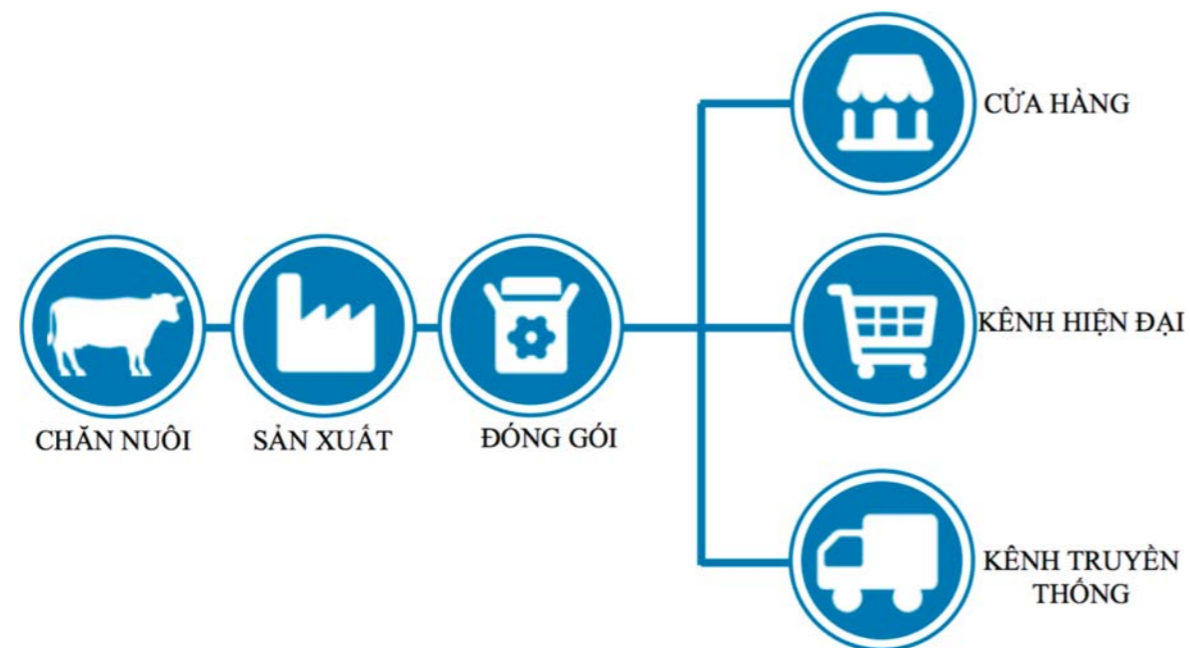 CỬA HÀNG
KÊNH HIỆN ĐẠI
CHĂN NUÔI
SẢN XUẤT
ĐÓNG GÓI
KÊNH TRUYỀN
THỐNG